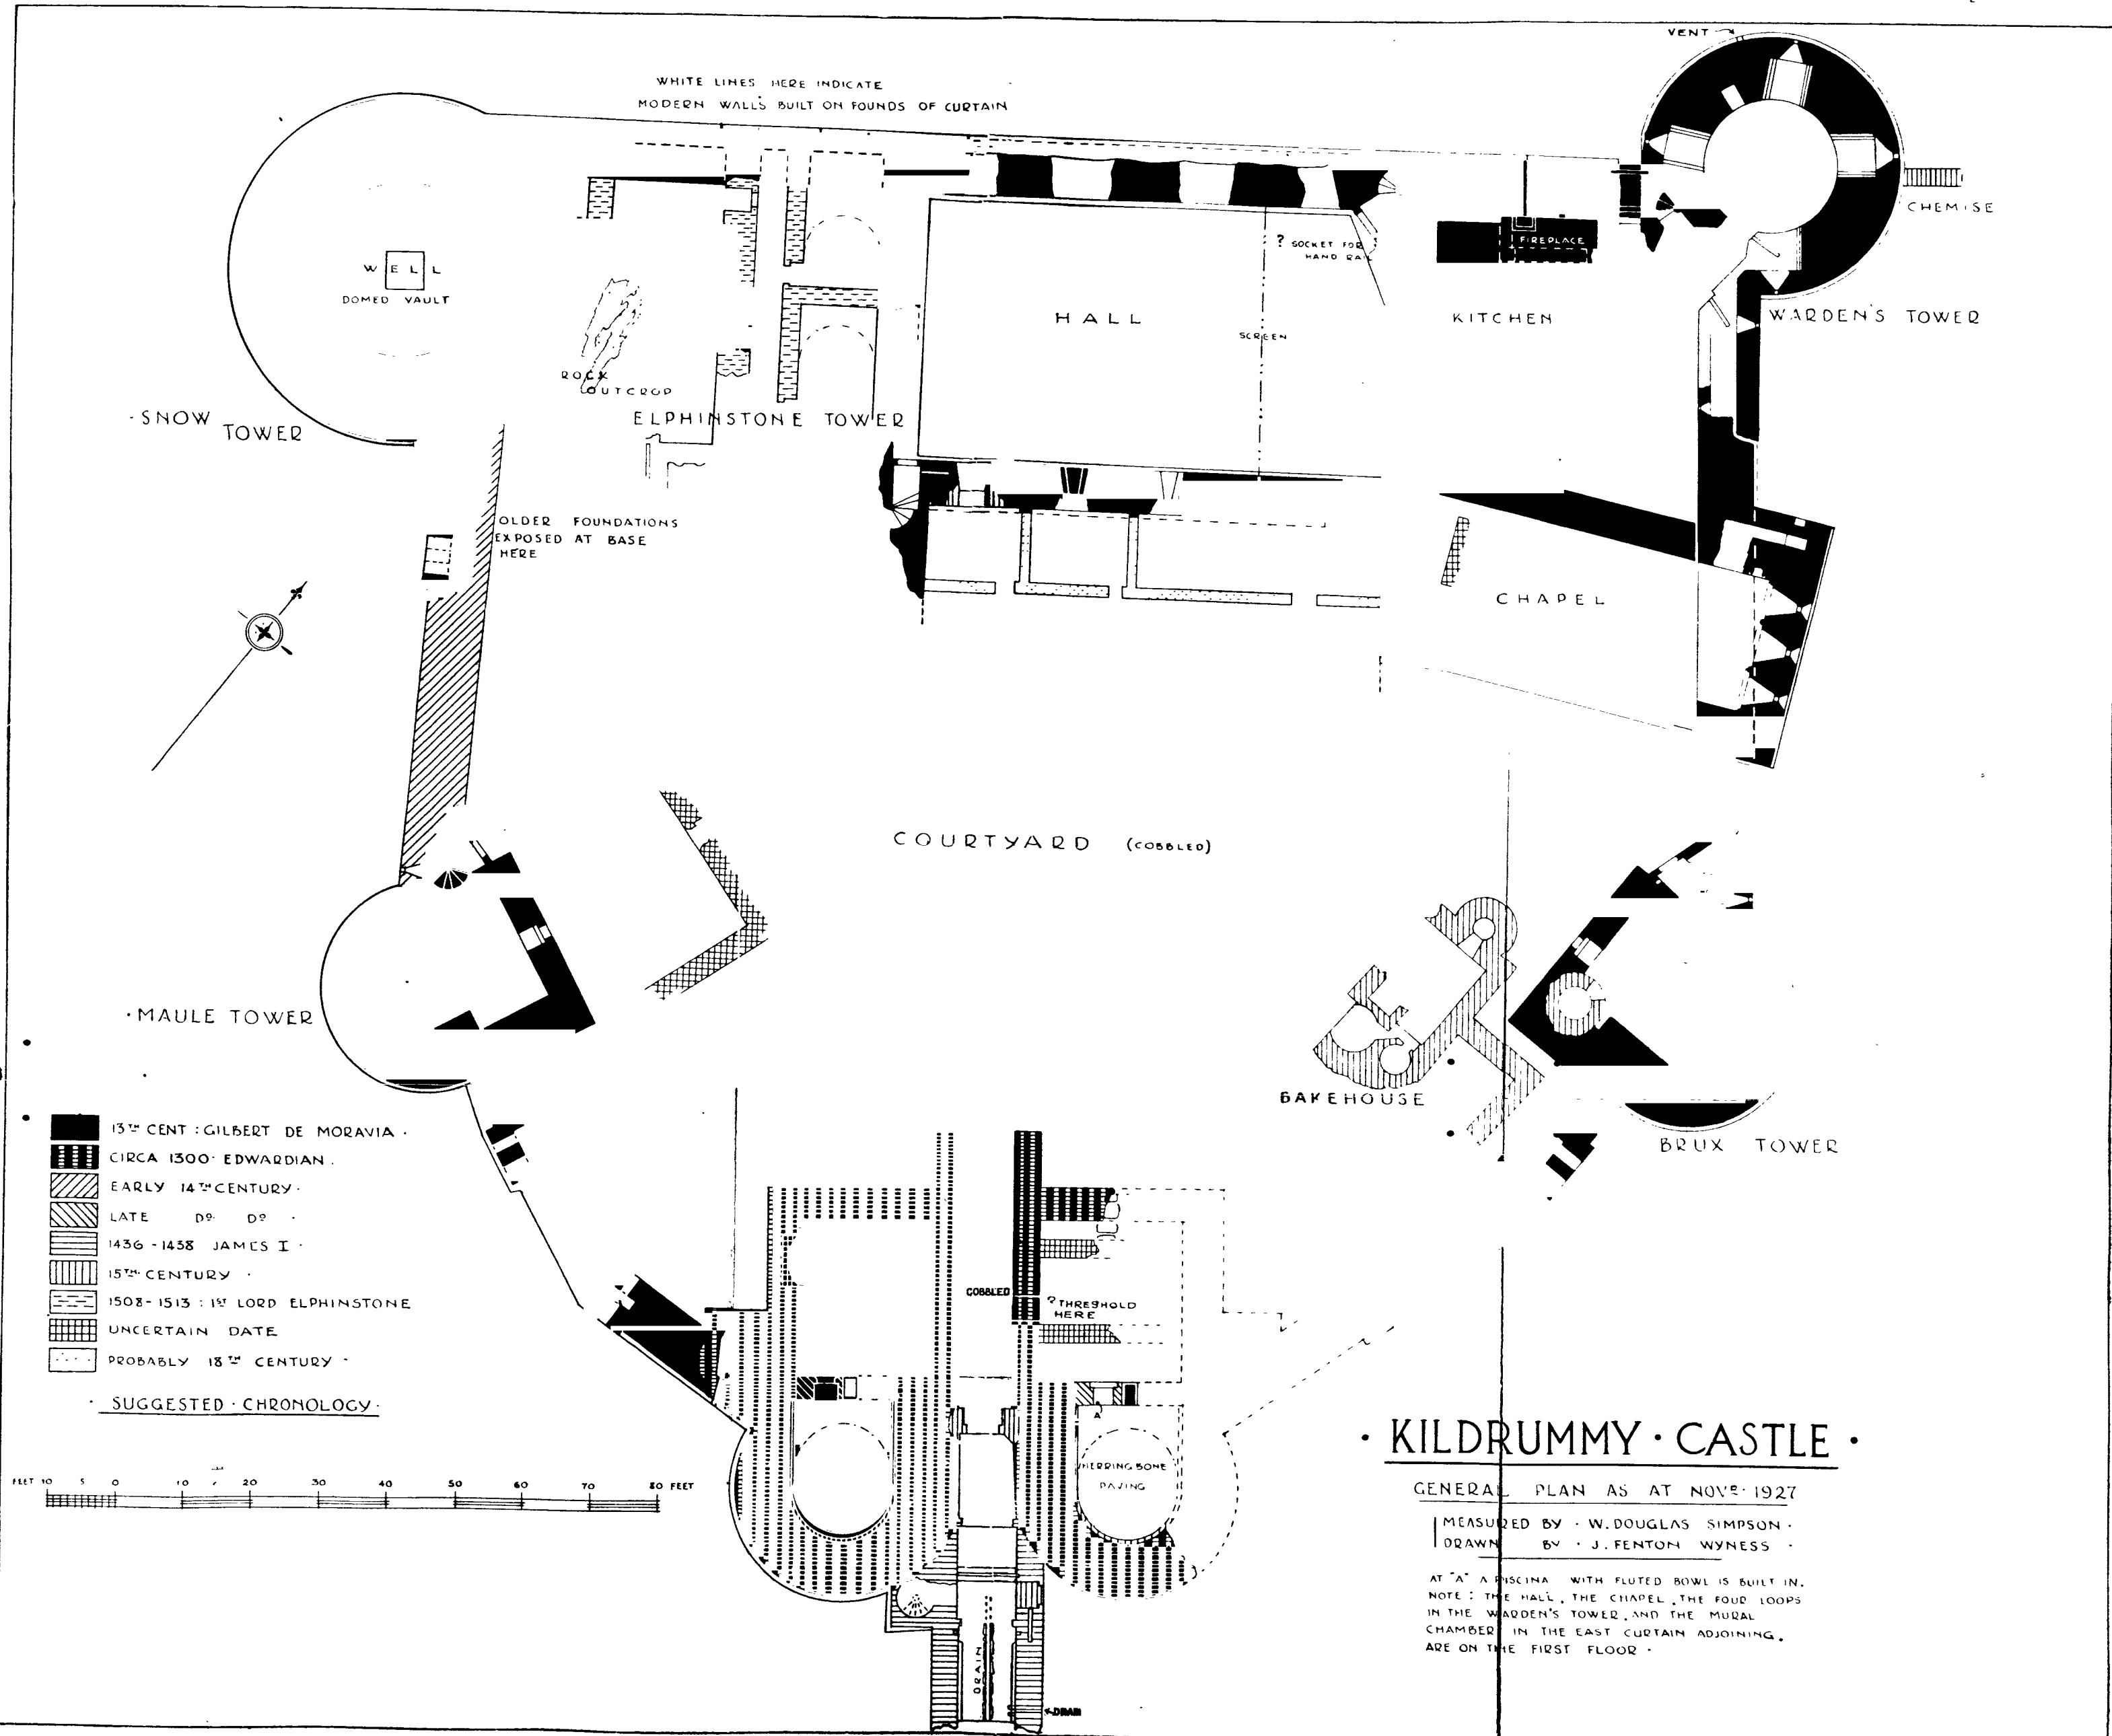 VENT
WHITE LINES HERE INDICATE
MODERN WALLS BUILT ON FOUNDS OF CURTAIN
CHEMISE
FIREPLACE
? SOCKET FOR
HAND RAIL
WELL
DOMED VAULT
HALL
KITCHEN
WARDEN'S TOWER
SCREEN
ROCK
OUTCROP
· SNOW
TOWER
ELPHINSTONE TOWER
OLDER FOUNDATIONS
EXPOSED AT BASE
HERE
CHAPEL
COURTYARD (COBBLED)
· MAULE TOWER
BAKEHOUSE
BRUX TOWER
13TH CENT : GILBERT DE MORAVIA ·
CIRCA 1300 · EDWARDIAN .
EARLY 14TH CENTURY ·
LATE Do Do ·
1436 - 1438 JAMES I ·
15TH CENTURY ·
1508 - 1513 : 1ST LORD ELPHINSTONE
UNCERTAIN DATE
PROBABLY 18TH CENTURY ·
· SUGGESTED · CHRONOLOGY ·
COBBLED
? THRESHOLD
HERE
A
HERRING BONE
PAVING
FEET 10 5 0 10 20 30 40 50 60 70 80 FEET
DRAIN
DRAIN
· KILDRUMMY · CASTLE ·
GENERAL PLAN AS AT NOVR · 1927
MEASURED BY · W. DOUGLAS SIMPSON ·
DRAWN BY · J. FENTON WYNESS ·
AT "A" A PISCINA WITH FLUTED BOWL IS BUILT IN.
NOTE : THE HALL, THE CHAPEL, THE FOUR LOOPS
IN THE WARDEN'S TOWER, AND THE MURAL
CHAMBER IN THE EAST CURTAIN ADJOINING,
ARE ON THE FIRST FLOOR ·